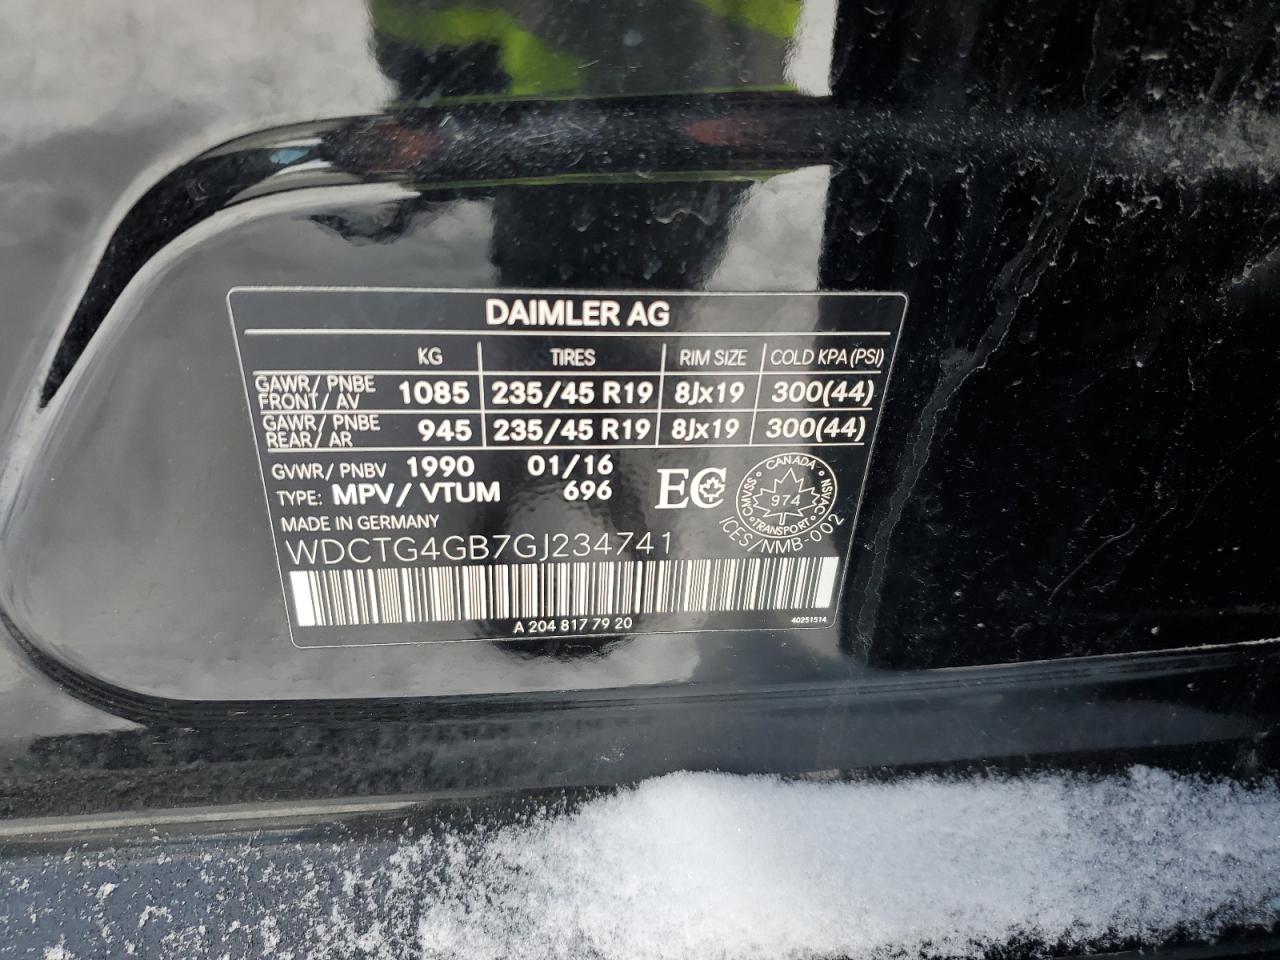 DAIMLER AG
KG TIRES RIM SIZE COLD KPA (PSI)
GAWR/ PNBE FRONT/ AV 1085 235/45 R19 8Jx19 300(44)
GAWR/ PNBE REAR/ AR 945 235/45 R19 8Jx19 300(44)
GVWR/ PNBV 1990 01/16
TYPE: MPV/ VTUM 696
EC
CANADA
CMVSS NSVAC
974
TRANSPORT
ICES/NMB-002
MADE IN GERMANY
WDCTG4GB7GJ234741
A 204 817 79 20
40251514